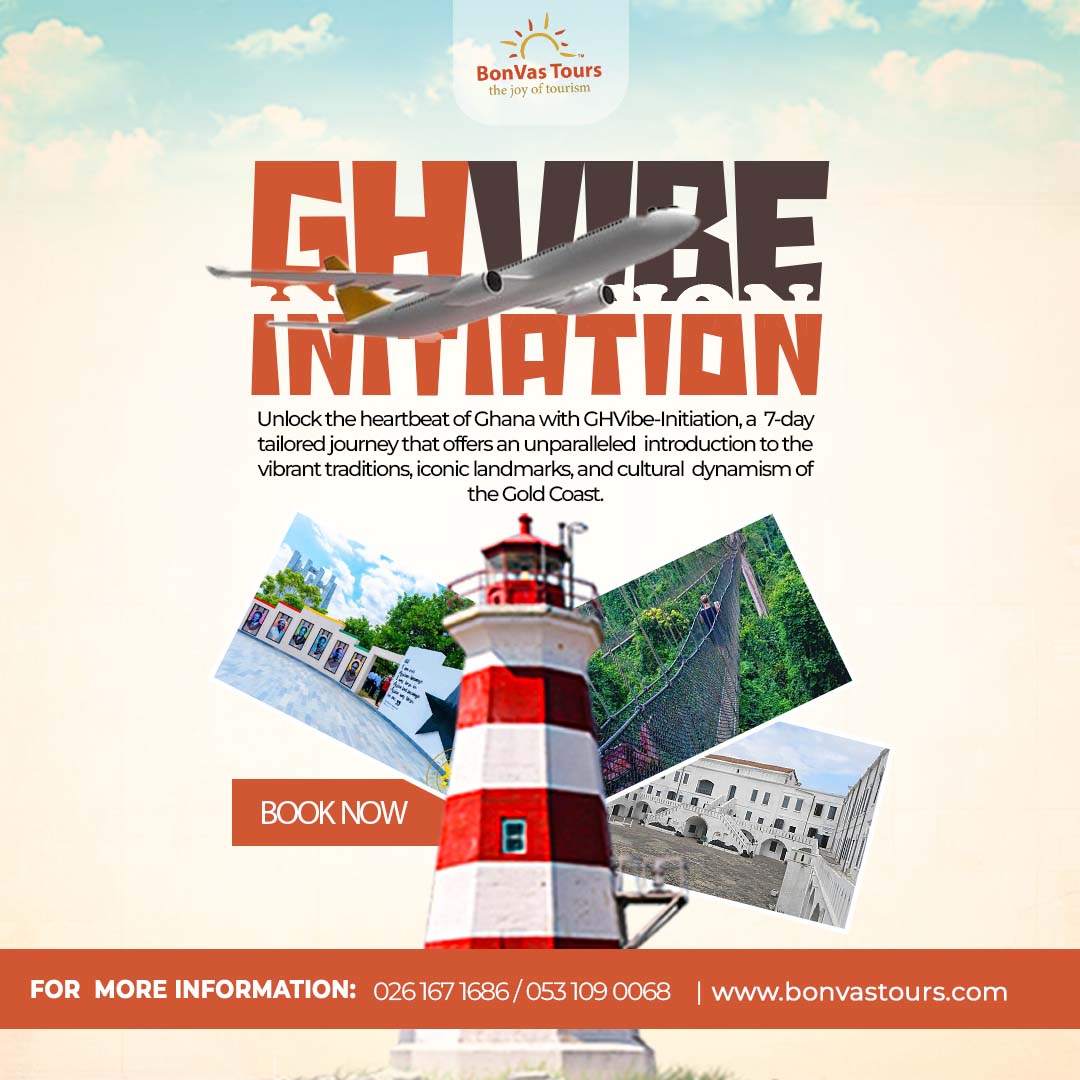 BonVas Tours
TM
the joy of tourism
GHVIBE
INITIATION
Unlock the heartbeat of Ghana with GHVibe-Initiation, a 7-day
tailored journey that offers an unparalleled introduction to the
vibrant traditions, iconic landmarks, and cultural dynamism of
the Gold Coast.
BOOK NOW
FOR MORE INFORMATION: 026 167 1686 / 053 109 0068 | www.bonvastours.com